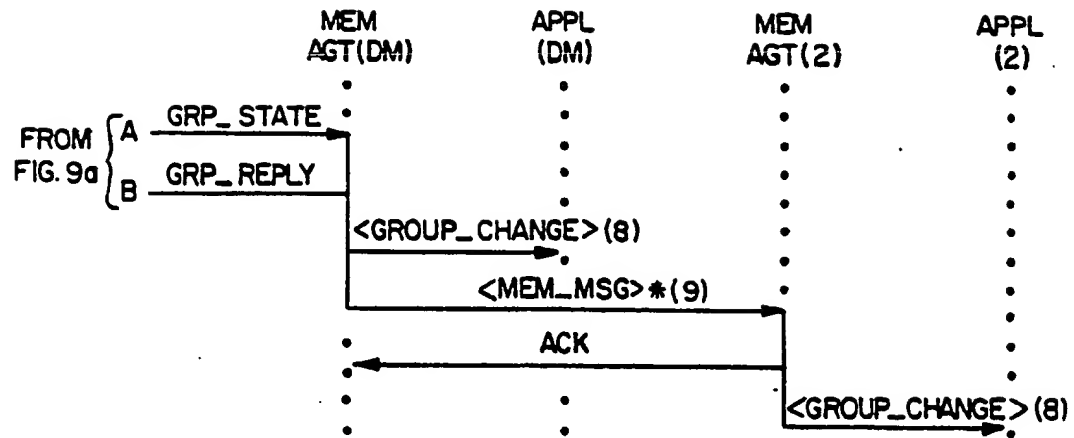 MEM
AGT(DM)
APPL
(DM)
MEM
AGT(2)
APPL
(2)
FROM
FIG. 9a
A
GRP_STATE
B
GRP_REPLY
<GROUP_CHANGE>(8)
<MEM_MSG>*(9)
ACK
<GROUP_CHANGE>(8)